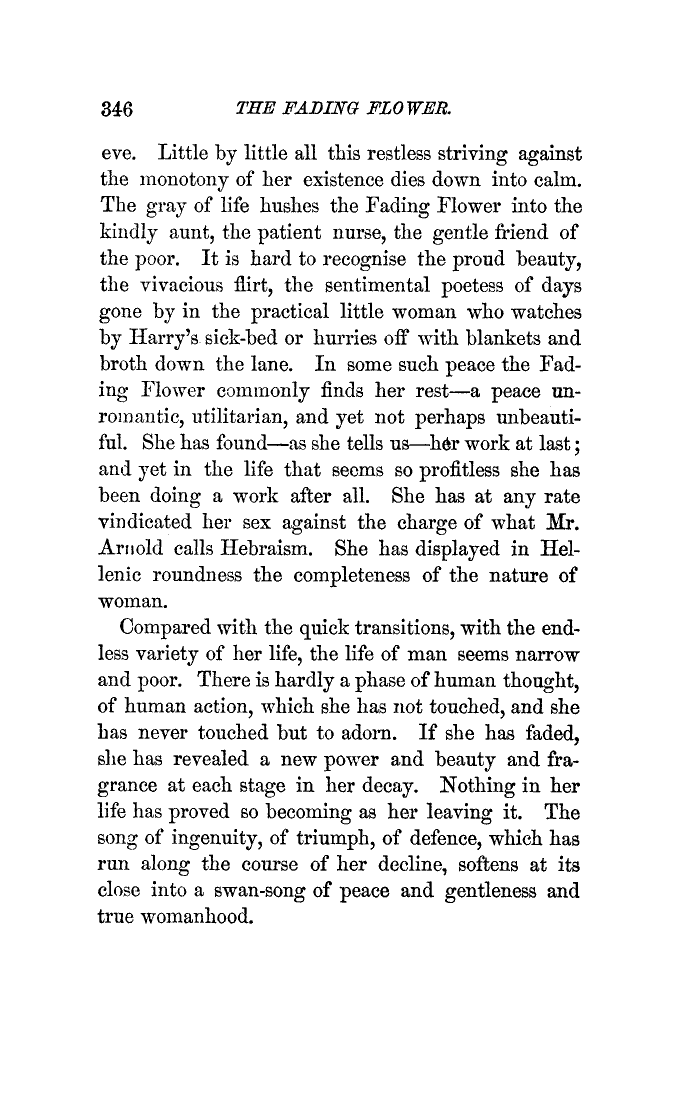 346 THE FADING FLOWER.
eve. Little by little all this restless striving against
the monotony of her existence dies down into calm.
The gray of life hushes the Fading Flower into the
kindly aunt, the patient nurse, the gentle friend of
the poor. It is hard to recognise the proud beauty,
the vivacious flirt, the sentimental poetess of days
gone by in the practical little woman who watches
by Harry's sick-bed or hurries off with blankets and
broth down the lane. In some such peace the Fad-
ing Flower commonly finds her rest—a peace un-
romantic, utilitarian, and yet not perhaps unbeauti-
ful. She has found—as she tells us—her work at last;
and yet in the life that seems so profitless she has
been doing a work after all. She has at any rate
vindicated her sex against the charge of what Mr.
Arnold calls Hebraism. She has displayed in Hel-
lenic roundness the completeness of the nature of
woman.
Compared with the quick transitions, with the end-
less variety of her life, the life of man seems narrow
and poor. There is hardly a phase of human thought,
of human action, which she has not touched, and she
has never touched but to adorn. If she has faded,
she has revealed a new power and beauty and fra-
grance at each stage in her decay. Nothing in her
life has proved so becoming as her leaving it. The
song of ingenuity, of triumph, of defence, which has
run along the course of her decline, softens at its
close into a swan-song of peace and gentleness and
true womanhood.